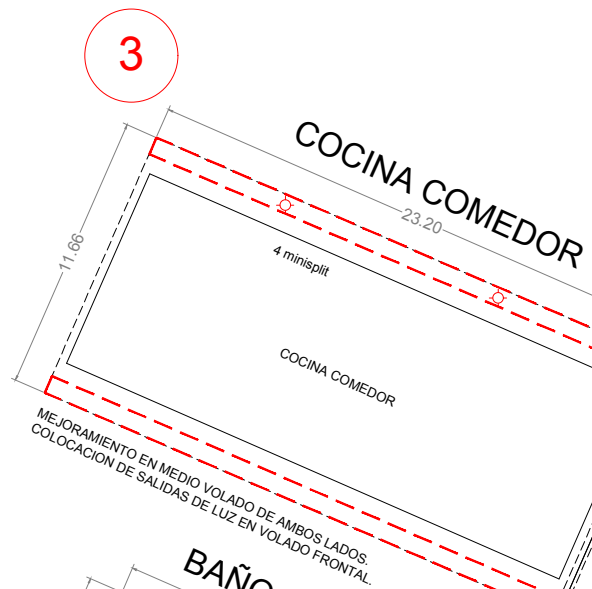 3
COCINA COMEDOR
23.20
11.66
4 minisplit
COCINA COMEDOR
MEJORAMIENTO EN MEDIO VOLADO DE AMBOS LADOS.
COLOCACION DE SALIDAS DE LUZ EN VOLADO FRONTAL.
BAÑO